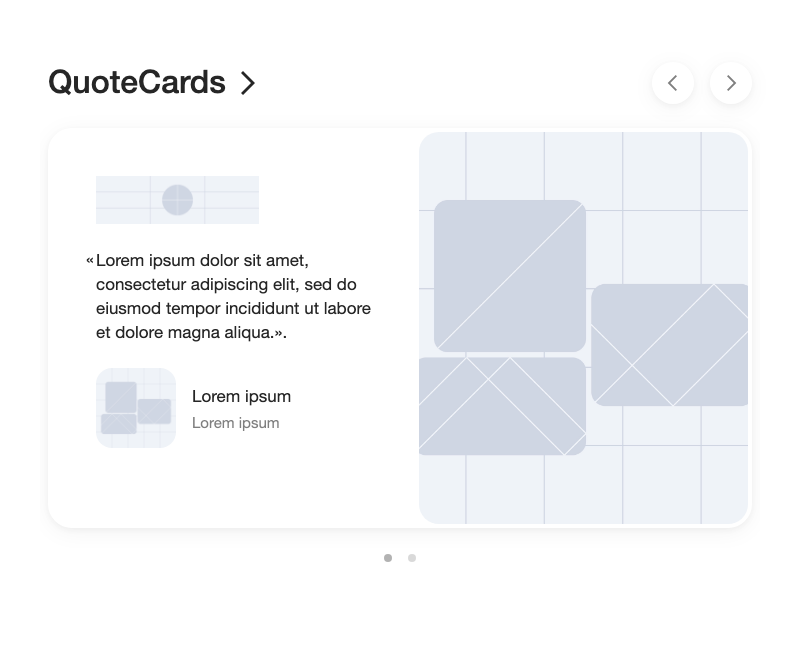 QuoteCards
«Lorem ipsum dolor sit amet,
consectetur adipiscing elit, sed do
eiusmod tempor incididunt ut labore
et dolore magna aliqua.».
Lorem ipsum
Lorem ipsum